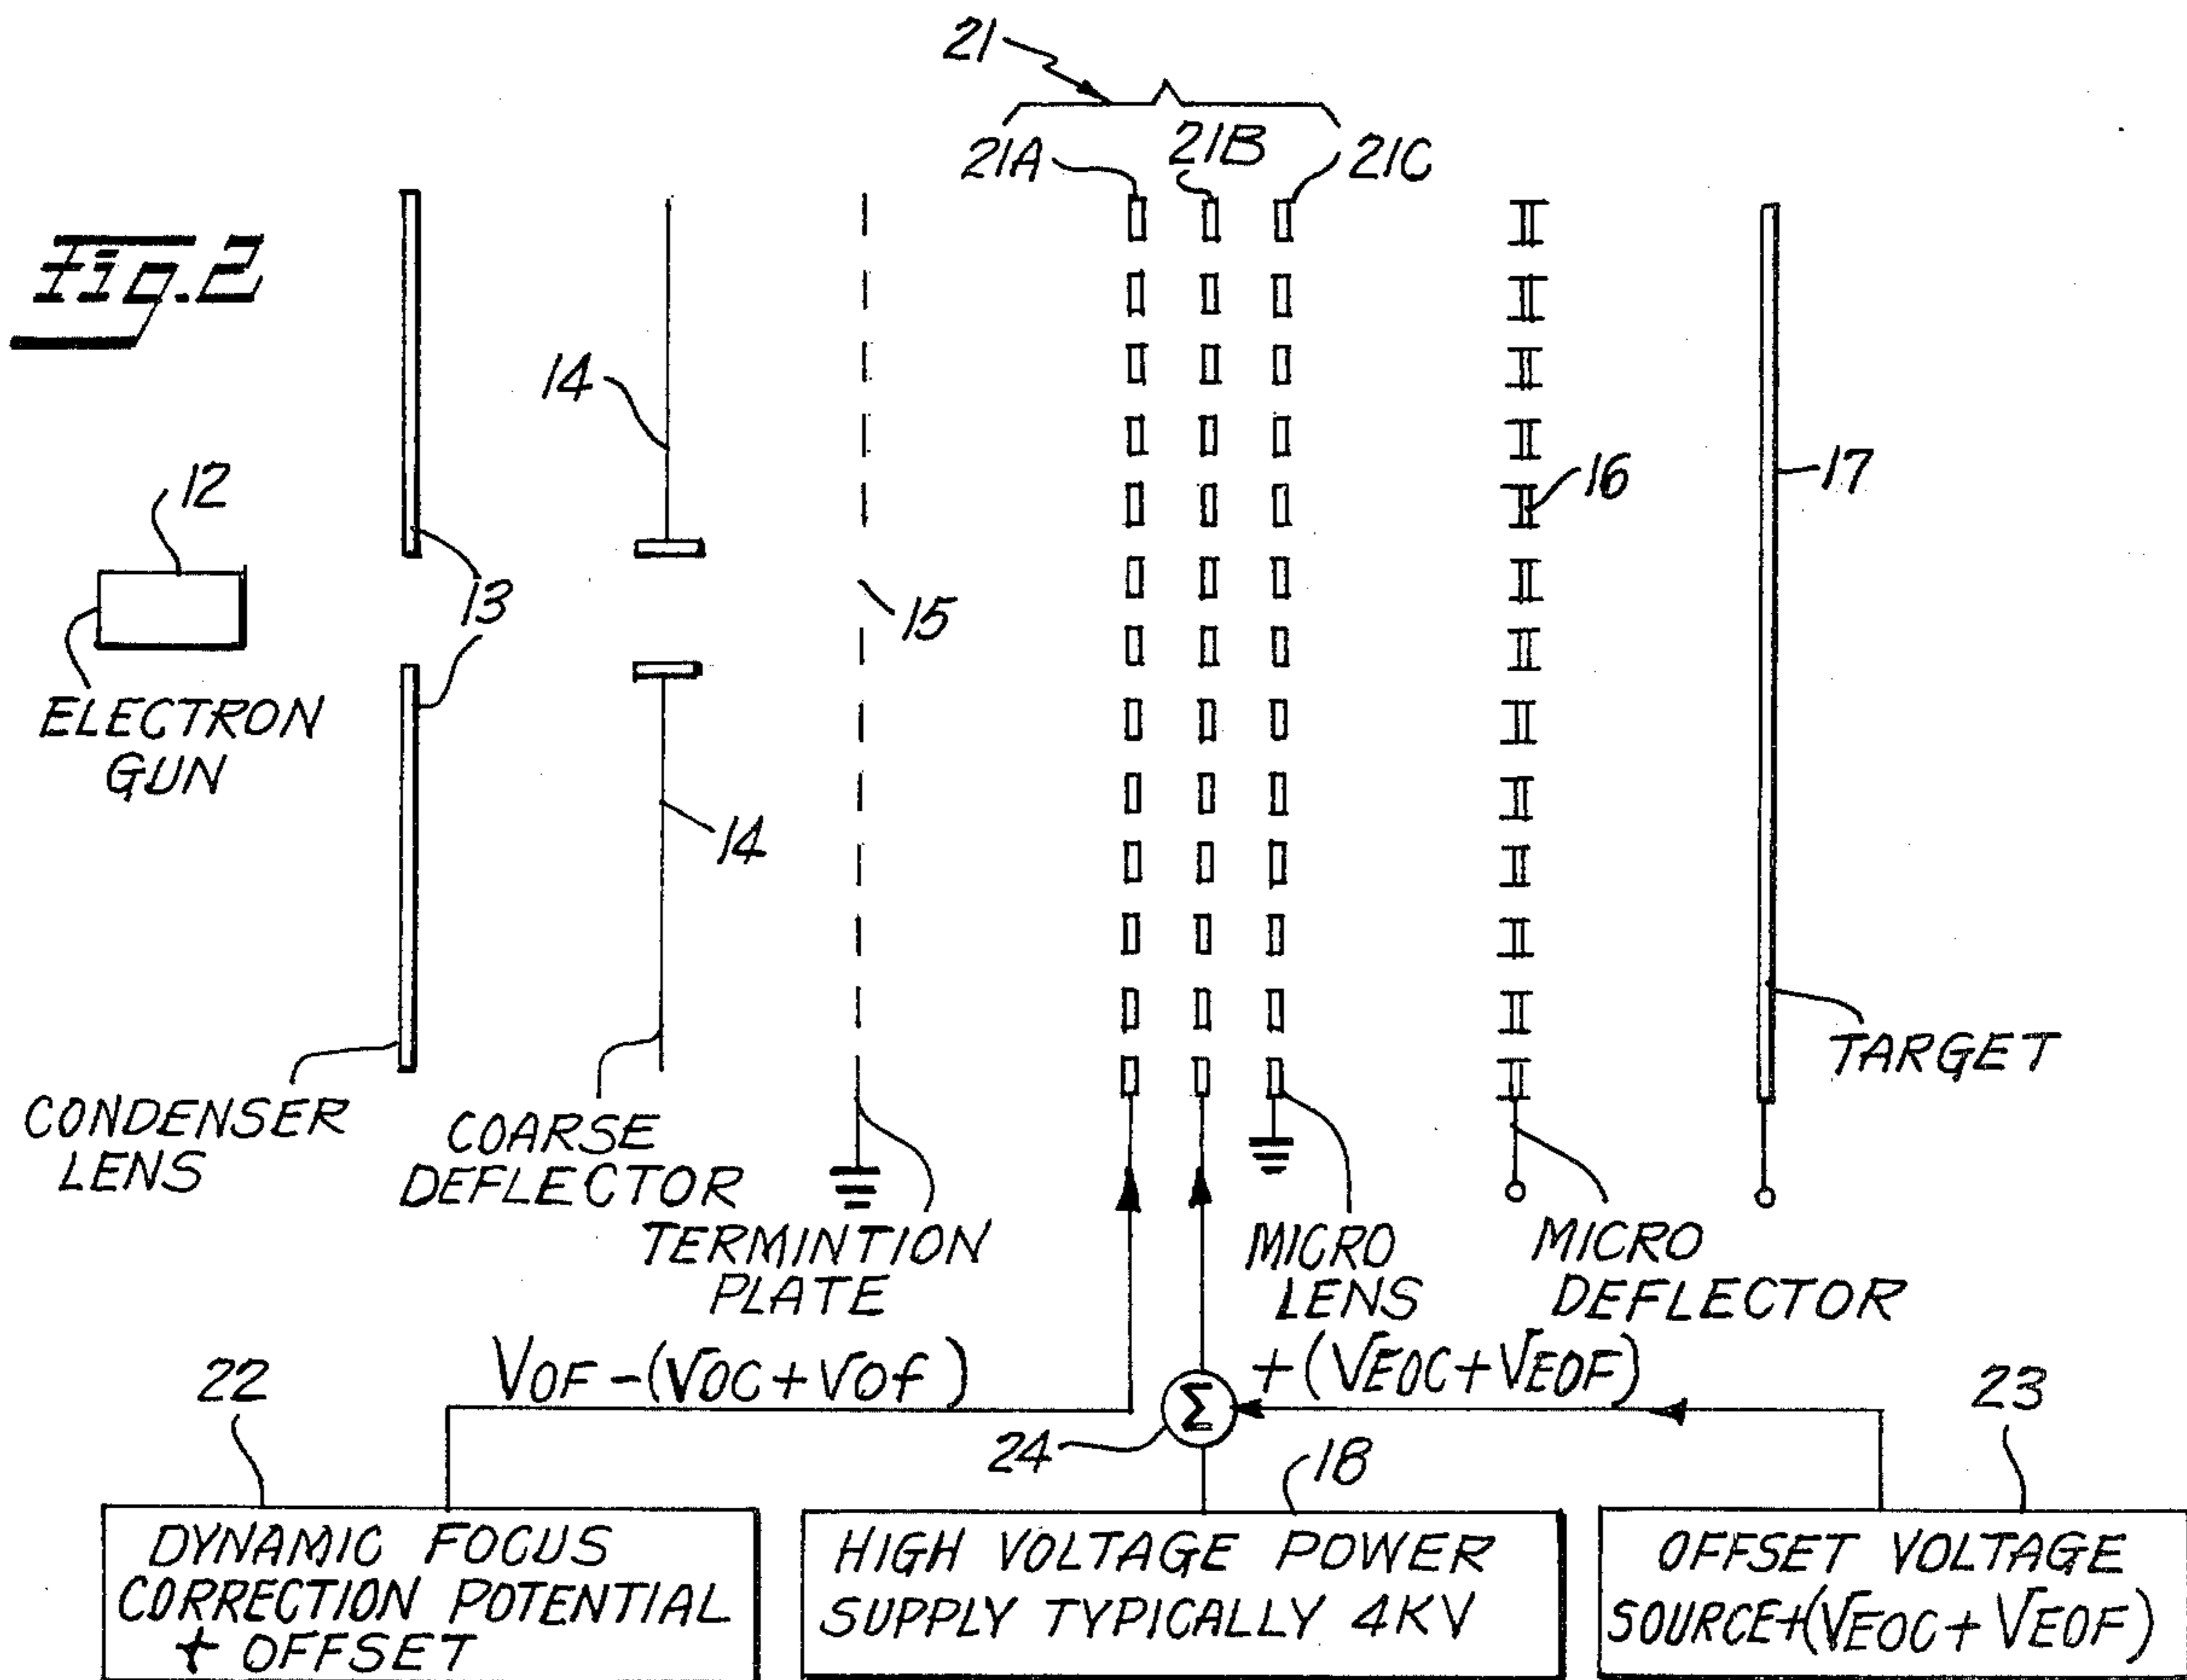 Fig. 2
21
21A
21B
21C
14
12
13
15
16
17
ELECTRON
GUN
14
CONDENSER
LENS
COARSE
DEFLECTOR
TERMINTION
PLATE
MICRO
LENS
MICRO
DEFLECTOR
TARGET
VOF -(VOC + VOf)
+ (VEOC + VEOF)
22
24
Σ
18
23
DYNAMIC FOCUS
CORRECTION POTENTIAL
+ OFFSET
HIGH VOLTAGE POWER
SUPPLY TYPICALLY 4KV
OFFSET VOLTAGE
SOURCE+(VEOC + VEOF)